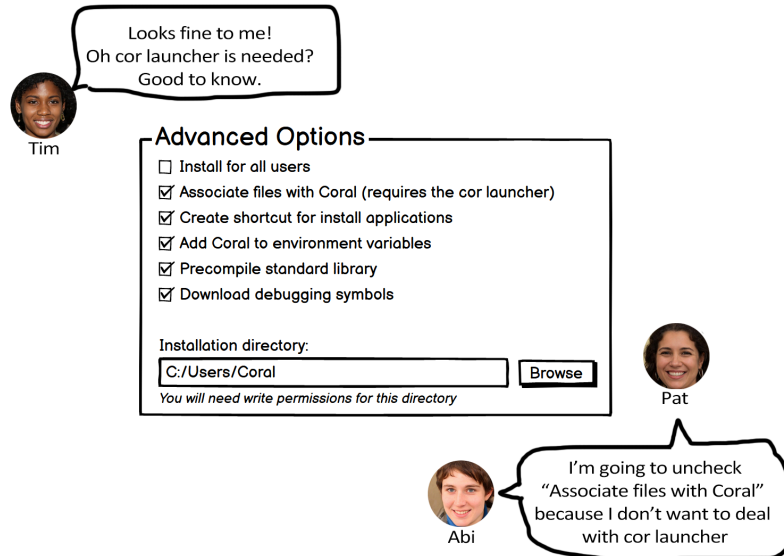 Looks fine to me!
Oh cor launcher is needed?
Good to know.
Tim
Advanced Options
Install for all users
Associate files with Coral (requires the cor launcher)
Create shortcut for install applications
Add Coral to environment variables
Precompile standard library
Download debugging symbols
Installation directory:
C:/Users/Coral
Browse
You will need write permissions for this directory
Pat
I'm going to uncheck
“Associate files with Coral”
because I don't want to deal
with cor launcher
Abi